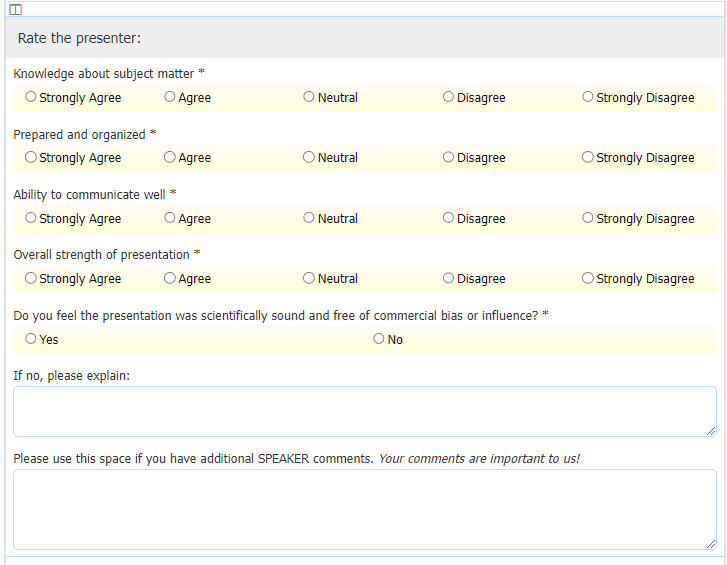 Rate the presenter:
Knowledge about subject matter *
Strongly Agree Agree Neutral Disagree Strongly Disagree
Prepared and organized *
Strongly Agree Agree Neutral Disagree Strongly Disagree
Ability to communicate well *
Strongly Agree Agree Neutral Disagree Strongly Disagree
Overall strength of presentation *
Strongly Agree Agree Neutral Disagree Strongly Disagree
Do you feel the presentation was scientifically sound and free of commercial bias or influence? *
Yes No
If no, please explain:
Please use this space if you have additional SPEAKER comments. Your comments are important to us!